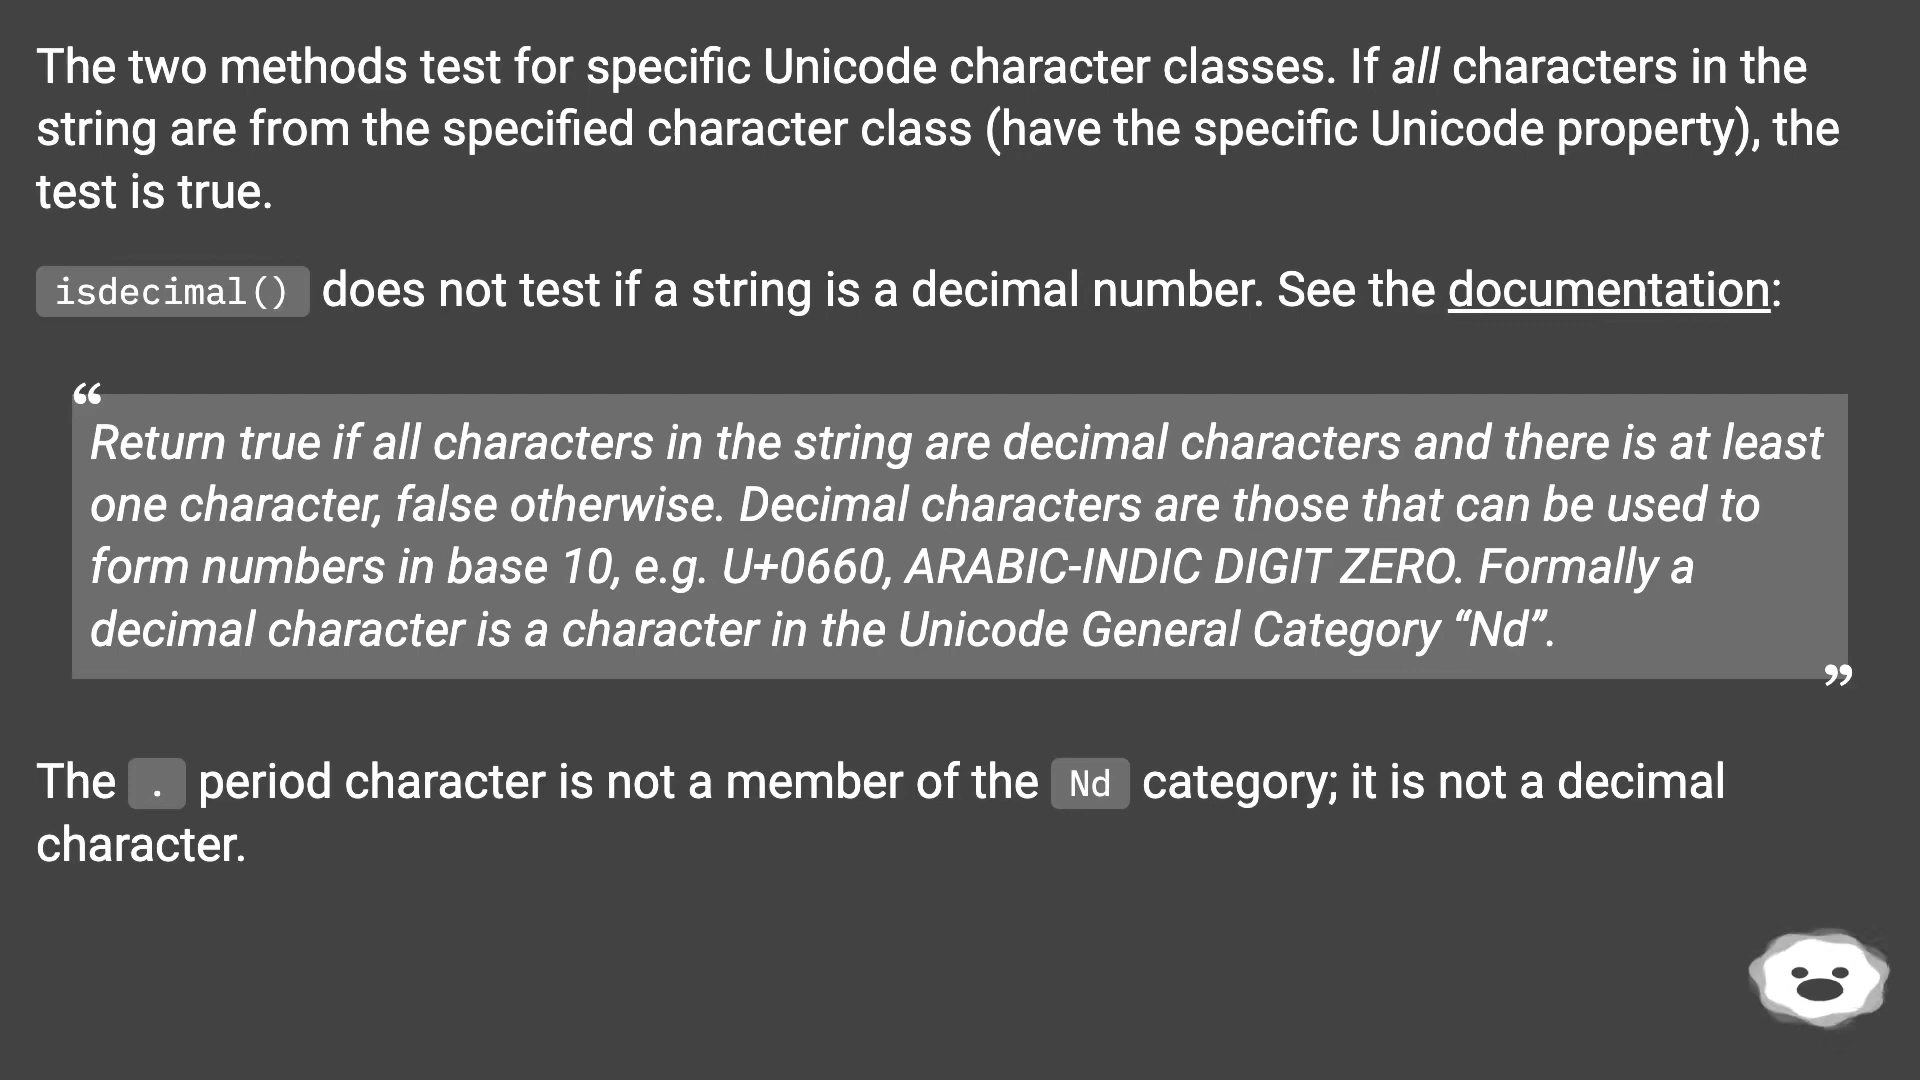 The two methods test for specific Unicode character classes. If all characters in the
string are from the specified character class (have the specific Unicode property), the
test is true.
isdecimal() does not test if a string is a decimal number. See the documentation:
“
Return true if all characters in the string are decimal characters and there is at least
one character, false otherwise. Decimal characters are those that can be used to
form numbers in base 10, e.g. U+0660, ARABIC-INDIC DIGIT ZERO. Formally a
decimal character is a character in the Unicode General Category “Nd”.
”
The . period character is not a member of the Nd category; it is not a decimal
character.